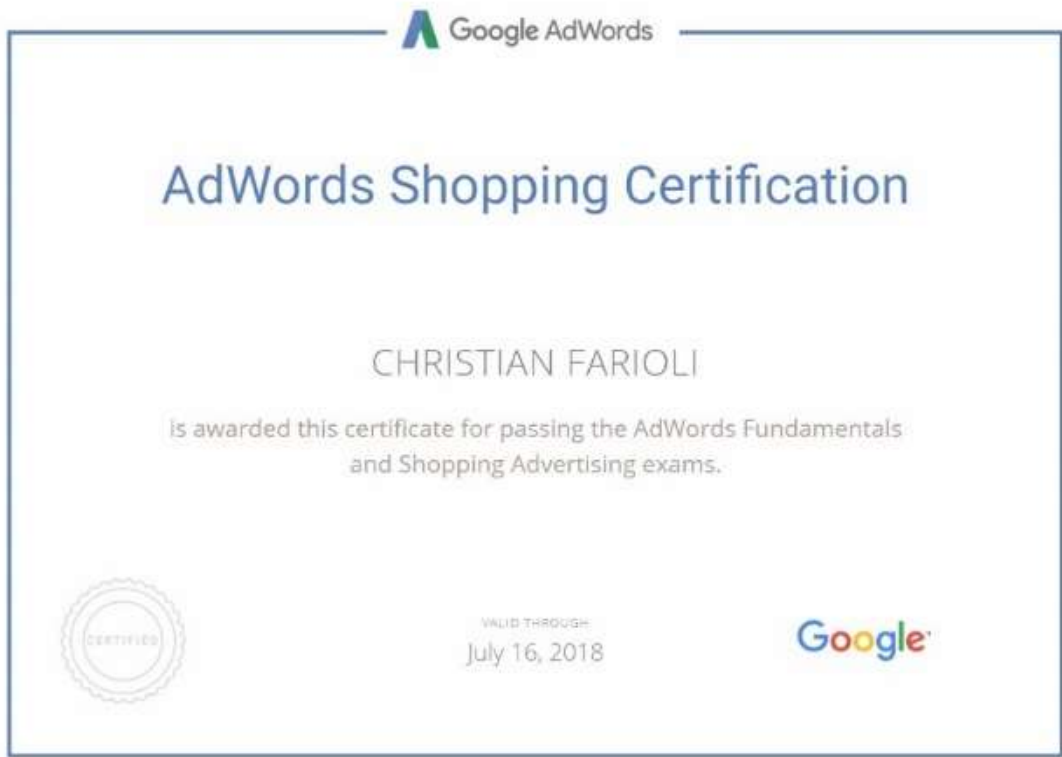 Google AdWords
AdWords Shopping Certification
CHRISTIAN FARIOLI
is awarded this certificate for passing the AdWords Fundamentals
and Shopping Advertising exams.
CERTIFIED
VALID THROUGH
July 16, 2018
Google